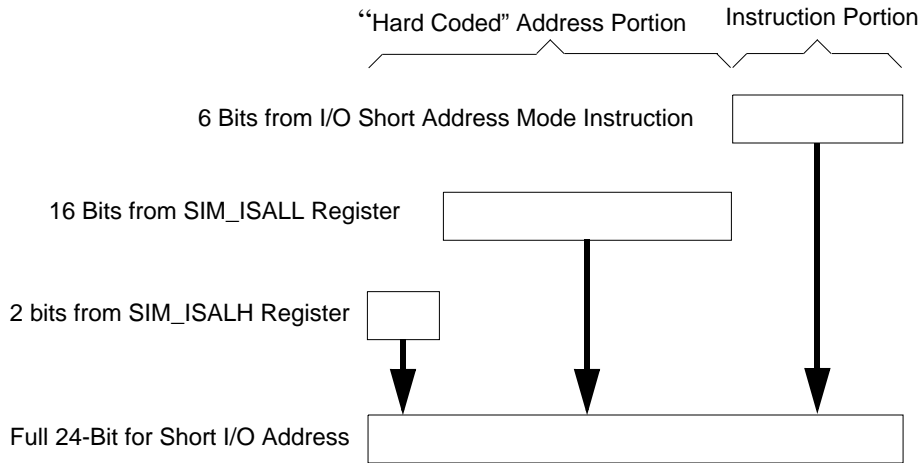 “Hard Coded” Address Portion
Instruction Portion
6 Bits from I/O Short Address Mode Instruction
16 Bits from SIM_ISALL Register
2 bits from SIM_ISALH Register
Full 24-Bit for Short I/O Address